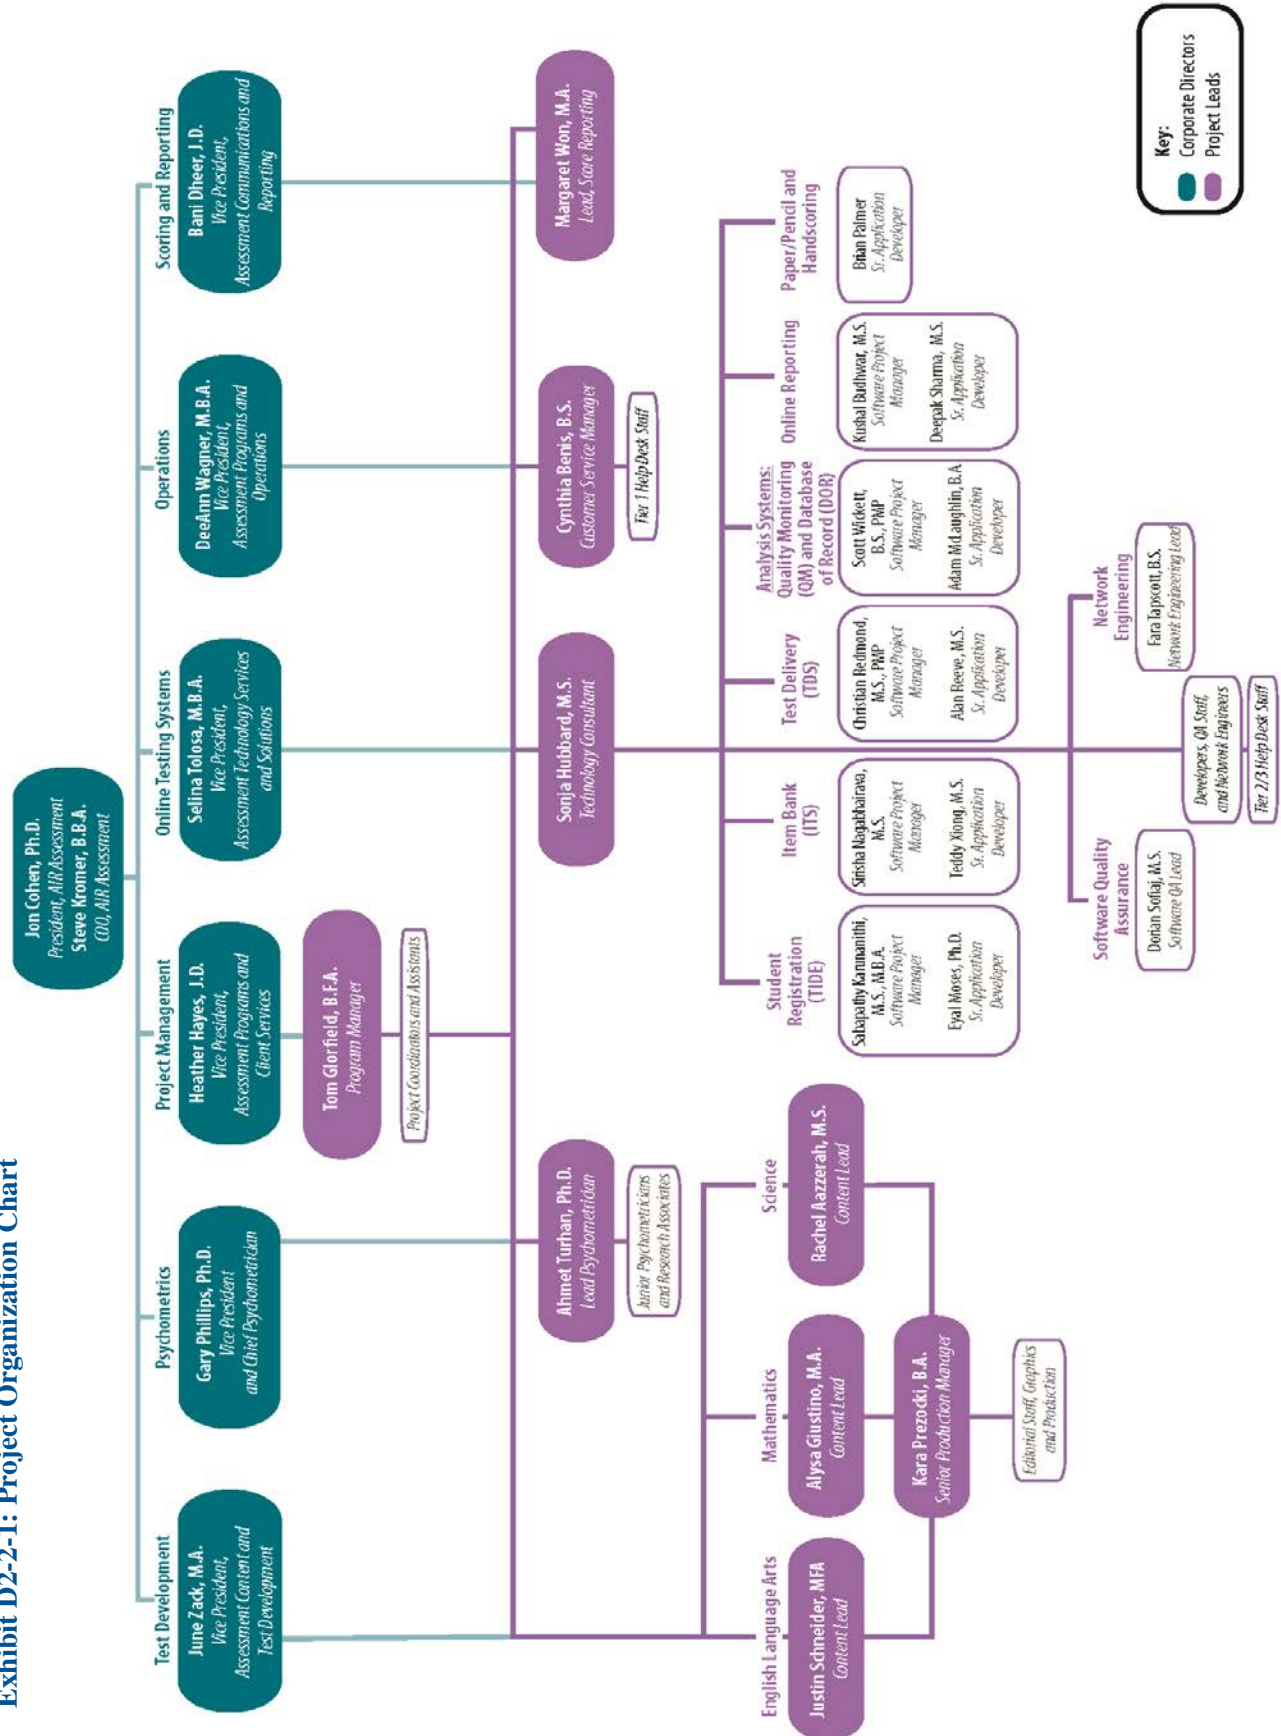 Exhibit D2-2-1: Project Organization Chart
Jon Cohen, Ph.D.
President, AIR Assessment
Steve Kromer, B.B.A.
COO, AIR Assessment
Test Development
June Zack, M.A.
Vice President,
Assessment Content and
Test Development
Psychometrics
Gary Phillips, Ph.D.
Vice President
and Chief Psychometrician
Project Management
Heather Hayes, J.D.
Vice President,
Assessment Programs and
Client Services
Online Testing Systems
Selina Tolosa, M.B.A.
Vice President,
Assessment Technology Services
and Solutions
Operations
DeeAnn Wagner, M.B.A.
Vice President,
Assessment Programs and
Operations
Scoring and Reporting
Bani Dheer, J.D.
Vice President,
Assessment Communications and
Reporting
Tom Glorfield, B.F.A.
Program Manager
Project Coordinators and Assistants
Ahmet Turhan, Ph.D.
Lead Psychometrician
Junior Psychometricians
and Research Associates
Sonja Hubbard, M.S.
Technology Consultant
Cynthia Benis, B.S.
Customer Service Manager
Tier 1 Help Desk Staff
Margaret Won, M.A.
Lead, Score Reporting
English Language Arts
Justin Schneider, MFA
Content Lead
Mathematics
Alysa Giustino, M.A.
Content Lead
Science
Rachel Aazzerah, M.S.
Content Lead
Kara Prezocki, B.A.
Senior Production Manager
Editorial Staff, Graphics
and Production
Student
Registration
(TIDE)
Sabapathy Karunanithi,
M.S., M.B.A.
Software Project
Manager
Eyal Moses, Ph.D.
Sr. Application
Developer
Item Bank
(ITS)
Sirisha Nagabhairava,
M.S.
Software Project
Manager
Teddy Xiong, M.S.
Sr. Application
Developer
Test Delivery
(TDS)
Christian Redmond,
M.S., PMP
Software Project
Manager
Alan Reeve, M.S.
Sr. Application
Developer
Analysis Systems:
Quality Monitoring
(QM) and Database
of Record (DOR)
Scott Wickett,
B.S., PMP
Software Project
Manager
Adam McLaughlin, B.A
Sr. Application
Developer
Online Reporting
Kushal Budhwar, M.S.
Software Project
Manager
Deepak Sharma, M.S.
Sr. Application
Developer
Paper/Pencil and
Handscoring
Brian Palmer
Sr. Application
Developer
Software Quality
Assurance
Dorian Sofiaj, M.S.
Software QA Lead
Network
Engineering
Fara Tapscott, B.S.
Network Engineering Lead
Developers, QA Staff,
and Network Engineers
Tier 2/3 Help Desk Staff
Key:
Corporate Directors
Project Leads